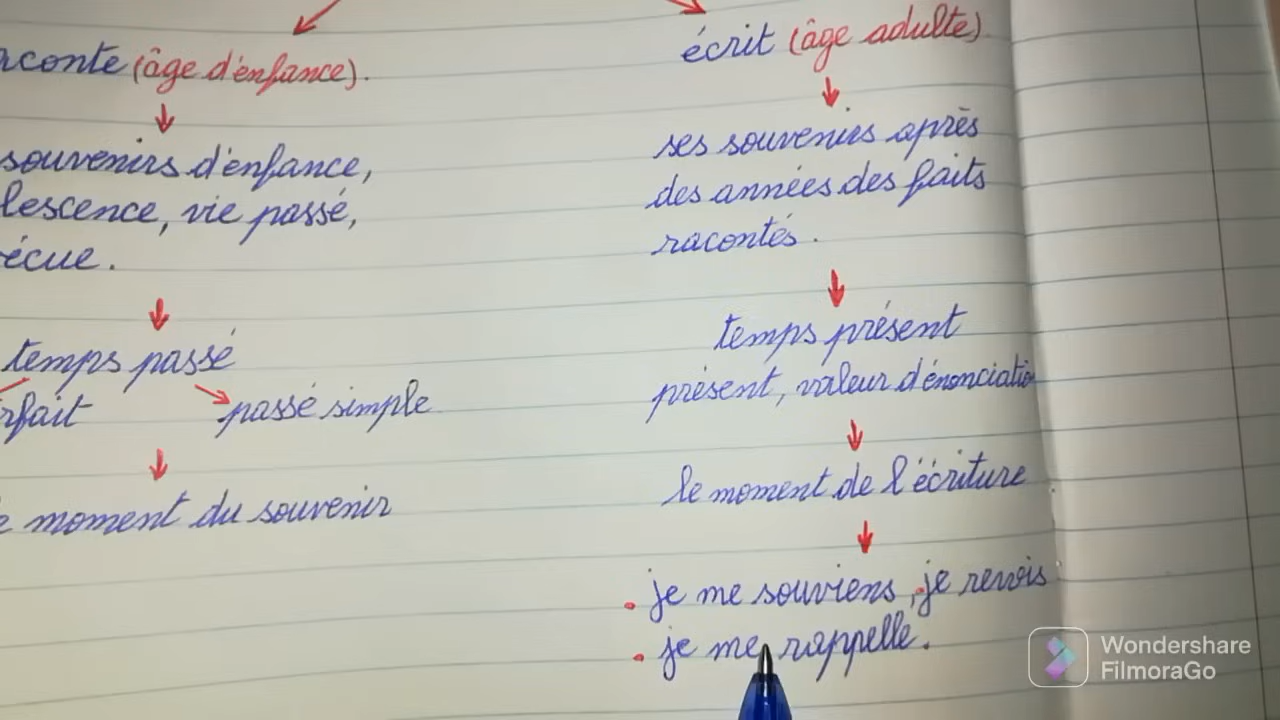 raconte (âge d'enfance).
souvenirs d'enfance,
lescence, vie passé,
écue.
temps passé
rfait
passé simple
e moment du souvenir
écrit (âge adulte)
ses souvenirs après
des années des faits
racontés.
temps présent
présent, valeur d'énonciation
le moment de l'écriture
. je me souviens, je revois
. je me rappelle.
Wondershare
FilmoraGo